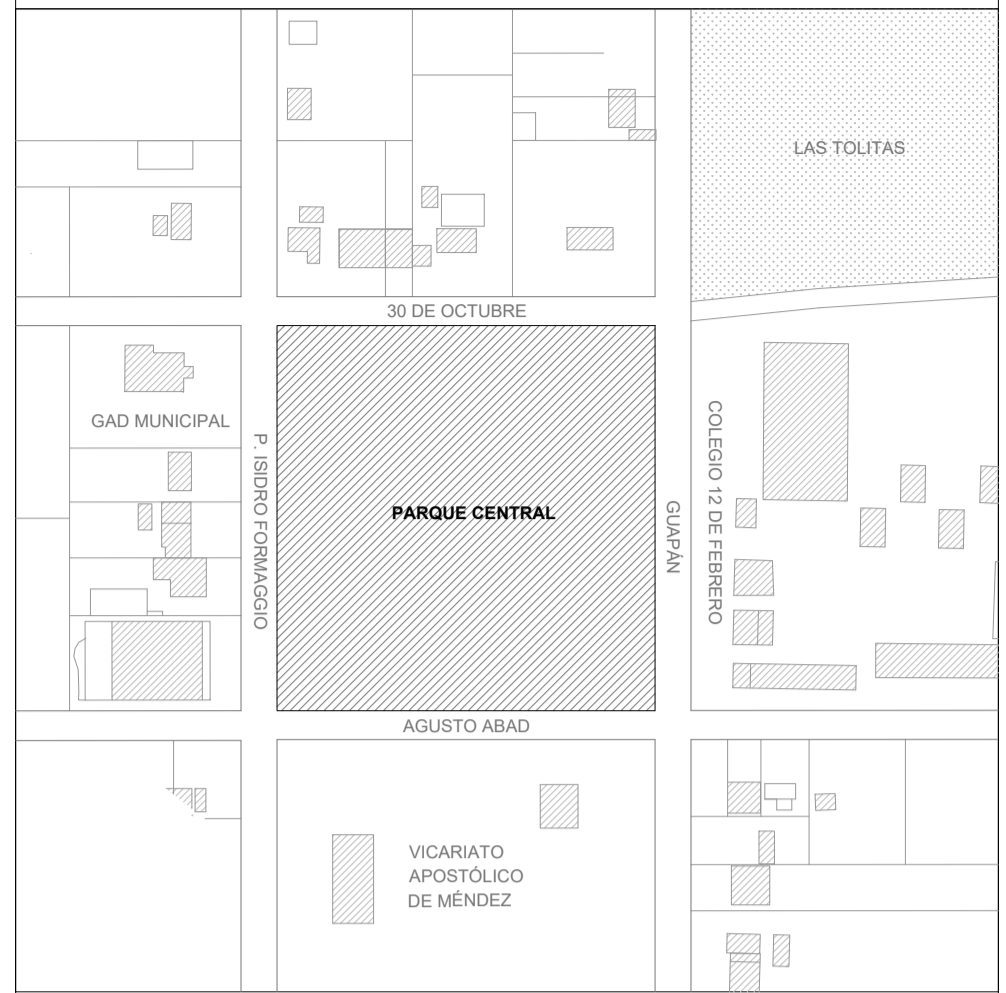 LAS TOLITAS
30 DE OCTUBRE
GAD MUNICIPAL
P. ISIDRO FORMAGGIO
PARQUE CENTRAL
GUAPÁN
COLEGIO 12 DE FEBRERO
AGUSTO ABAD
VICARIATO
APOSTÓLICO
DE MÉNDEZ